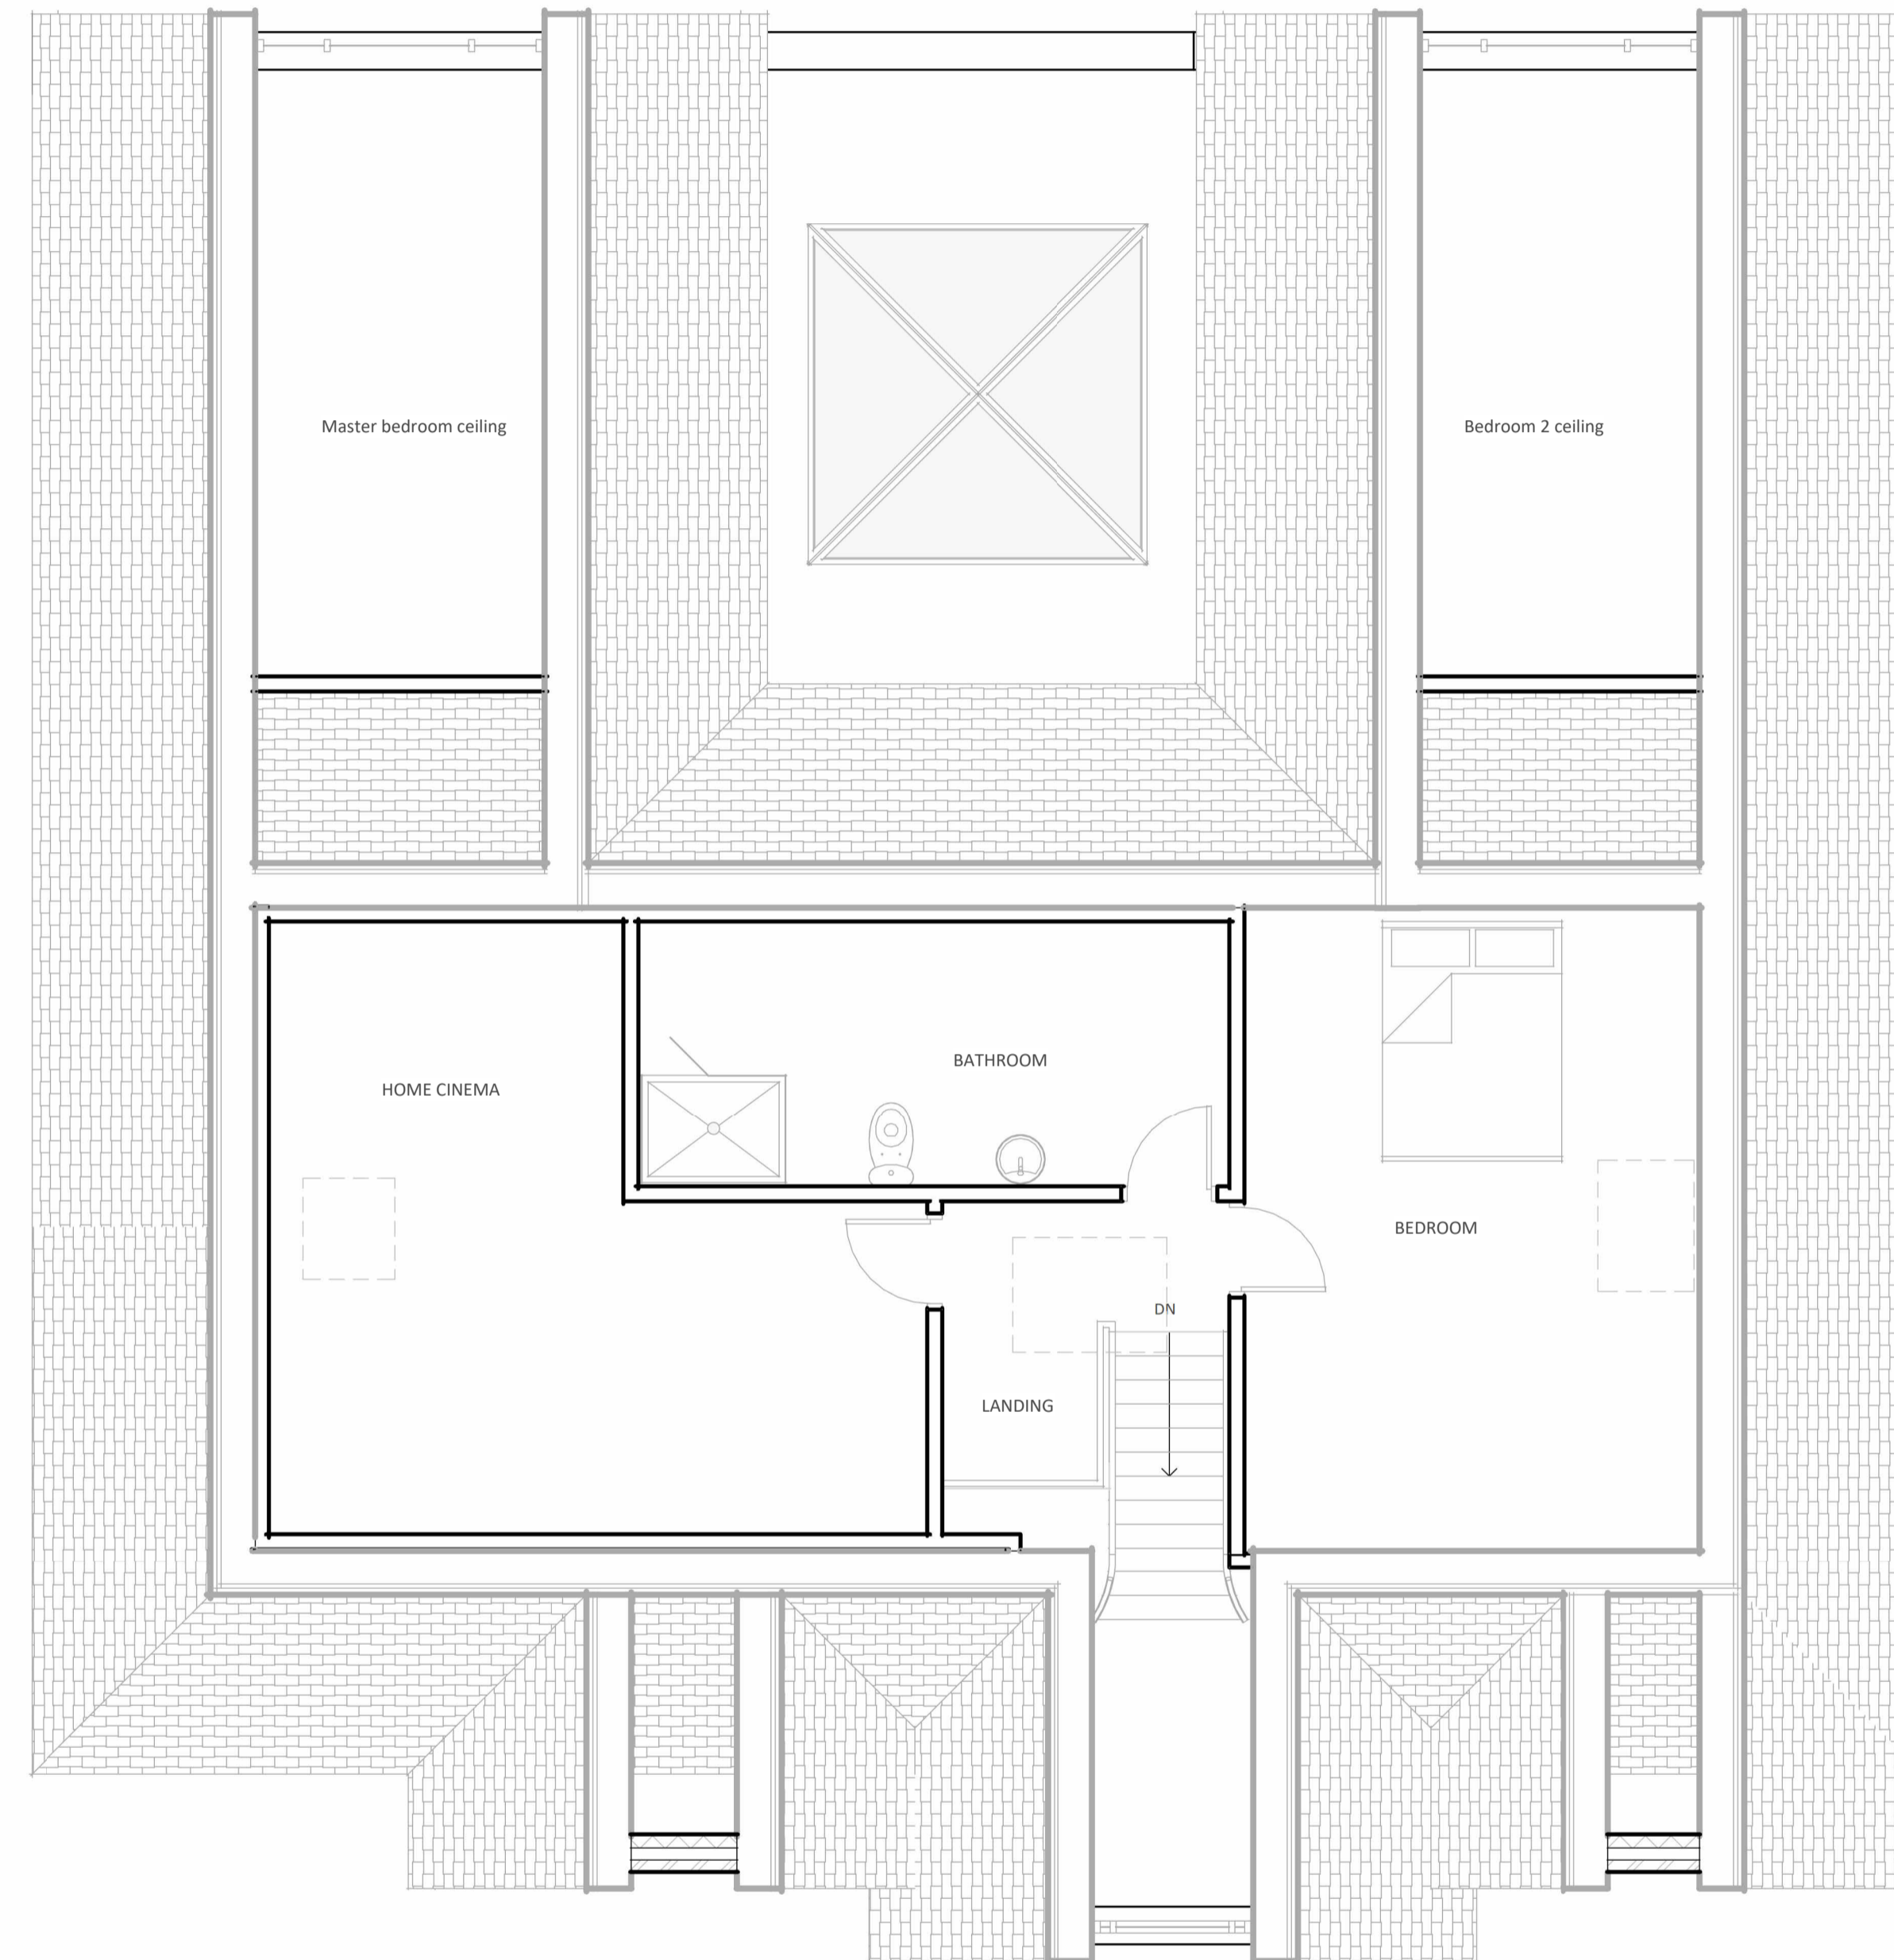 Master bedroom ceiling
Bedroom 2 ceiling
BATHROOM
HOME CINEMA
BEDROOM
DN
LANDING